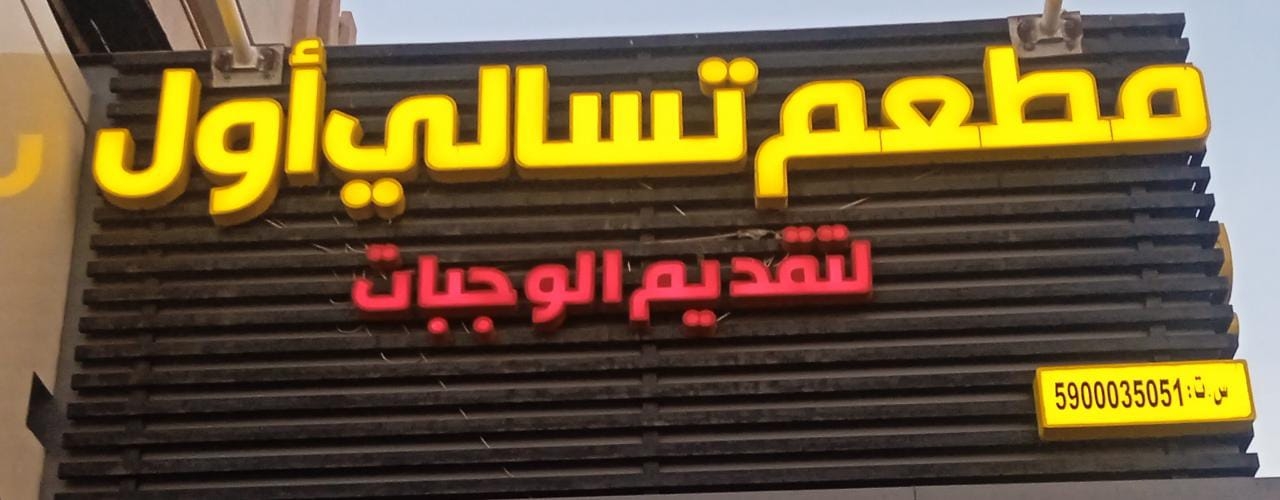 مطعم تسالي أول
لتقديم الوجبات
س.ت: 5900035051